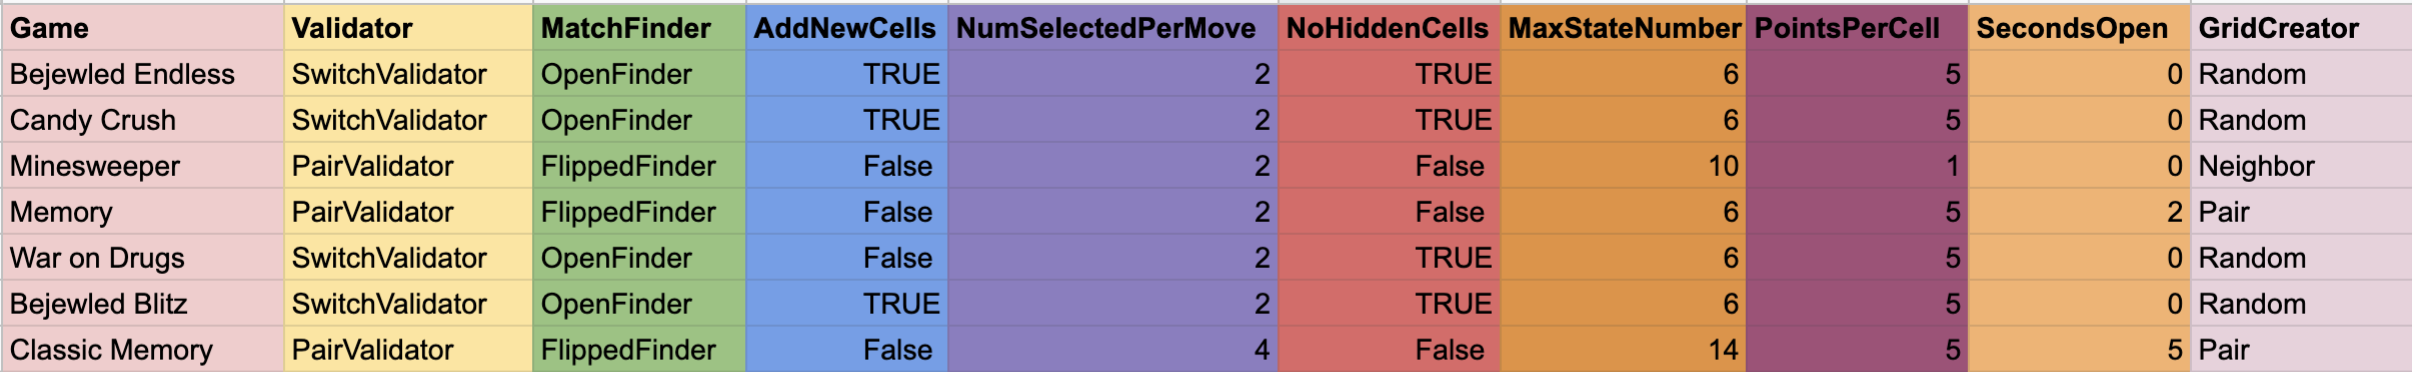 Game Validator MatchFinder AddNewCells NumSelectedPerMove NoHiddenCells MaxStateNumber PointsPerCell SecondsOpen GridCreator
Bejewled Endless SwitchValidator OpenFinder TRUE 2 TRUE 6 5 0 Random
Candy Crush SwitchValidator OpenFinder TRUE 2 TRUE 6 5 0 Random
Minesweeper PairValidator FlippedFinder False 2 False 10 1 0 Neighbor
Memory PairValidator FlippedFinder False 2 False 6 5 2 Pair
War on Drugs SwitchValidator OpenFinder False 2 TRUE 6 5 0 Random
Bejewled Blitz SwitchValidator OpenFinder TRUE 2 TRUE 6 5 0 Random
Classic Memory PairValidator FlippedFinder False 4 False 14 5 5 Pair